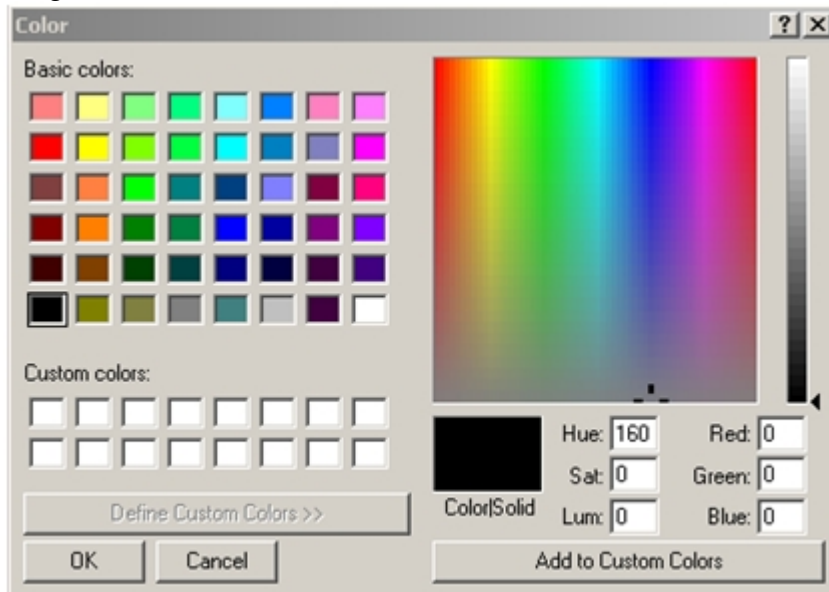 Color
Basic colors:
Custom colors:
Define Custom Colors >>
OK Cancel
Color|Solid
Hue: 160 Red: 0
Sat: 0 Green: 0
Lum: 0 Blue: 0
Add to Custom Colors